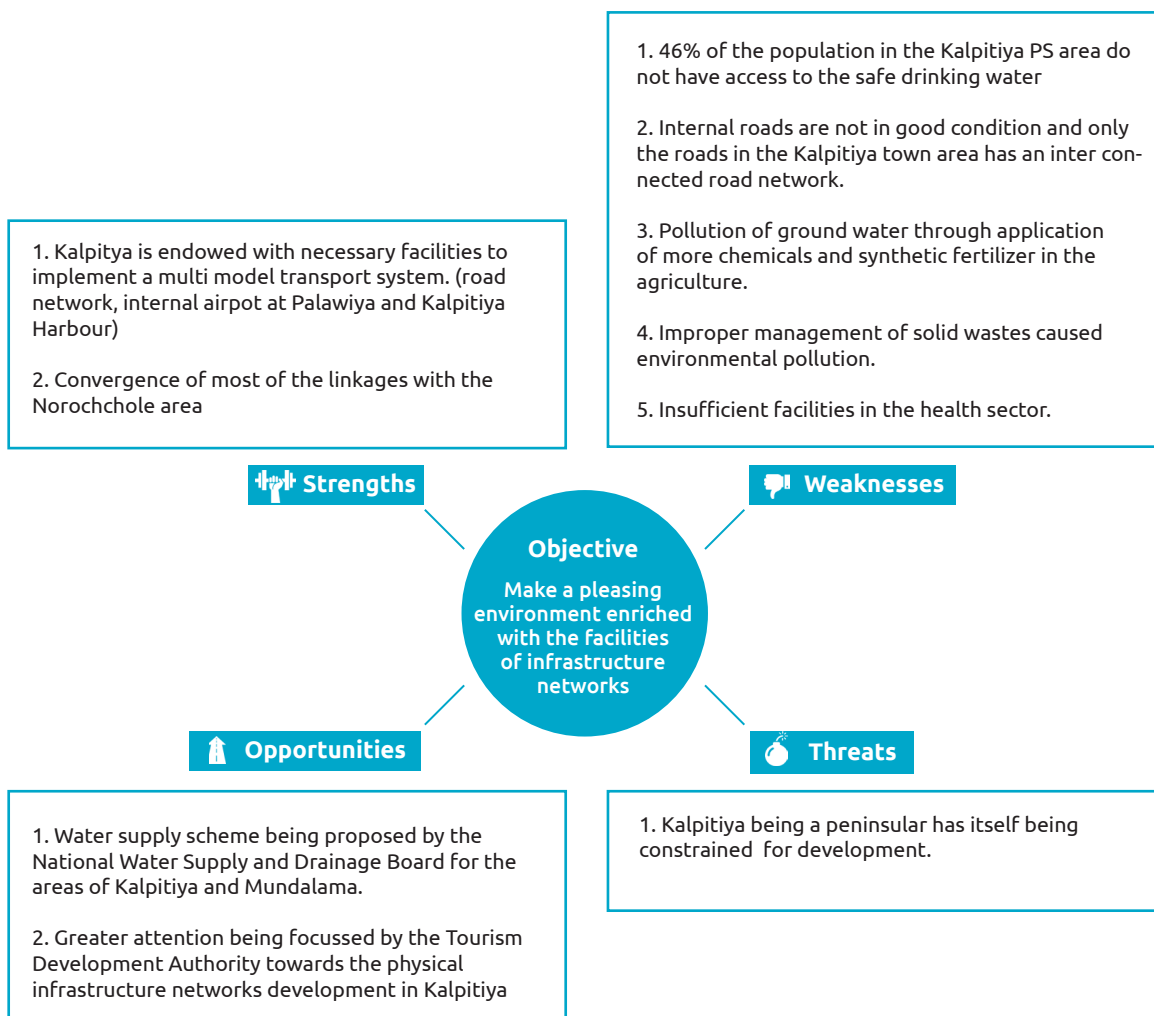 1. Kalpitya is endowed with necessary facilities to
implement a multi model transport system. (road
network, internal airpot at Palawiya and Kalpitiya
Harbour)
2. Convergence of most of the linkages with the
Norochchole area
Strengths
1. 46% of the population in the Kalpitiya PS area do
not have access to the safe drinking water
2. Internal roads are not in good condition and only
the roads in the Kalpitiya town area has an inter con-
nected road network.
3. Pollution of ground water through application
of more chemicals and synthetic fertilizer in the
agriculture.
4. Improper management of solid wastes caused
environmental pollution.
5. Insufficient facilities in the health sector.
Weaknesses
Objective
Make a pleasing
environment enriched
with the facilities
of infrastructure
networks
Opportunities
1. Water supply scheme being proposed by the
National Water Supply and Drainage Board for the
areas of Kalpitiya and Mundalama.
2. Greater attention being focussed by the Tourism
Development Authority towards the physical
infrastructure networks development in Kalpitiya
Threats
1. Kalpitiya being a peninsular has itself being
constrained  for development.